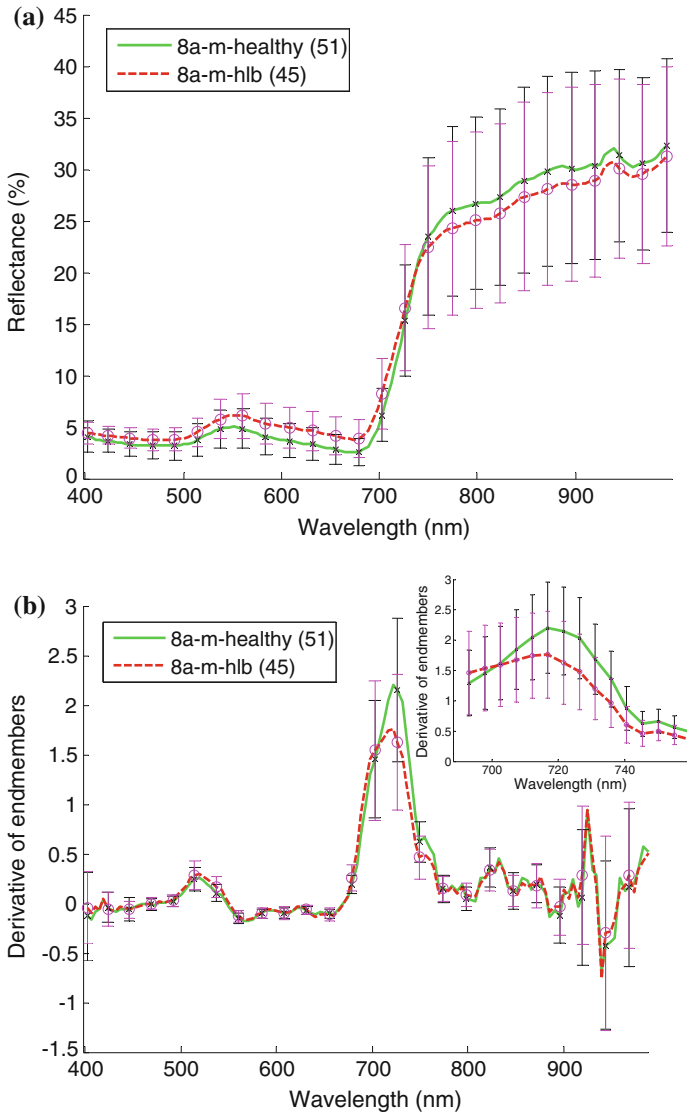 (a)
45
40
35
30
25
20
15
10
5
0
Reflectance (%)
8a-m-healthy (51)
8a-m-hlb (45)
400 500 600 700 800 900
Wavelength (nm)
(b)
3
2.5
2
1.5
1
0.5
0
-0.5
-1
-1.5
Derivative of endmembers
8a-m-healthy (51)
8a-m-hlb (45)
3
2.5
2
1.5
1
0.5
0
Derivative of endmembers
700 720 740
Wavelength (nm)
400 500 600 700 800 900
Wavelength (nm)